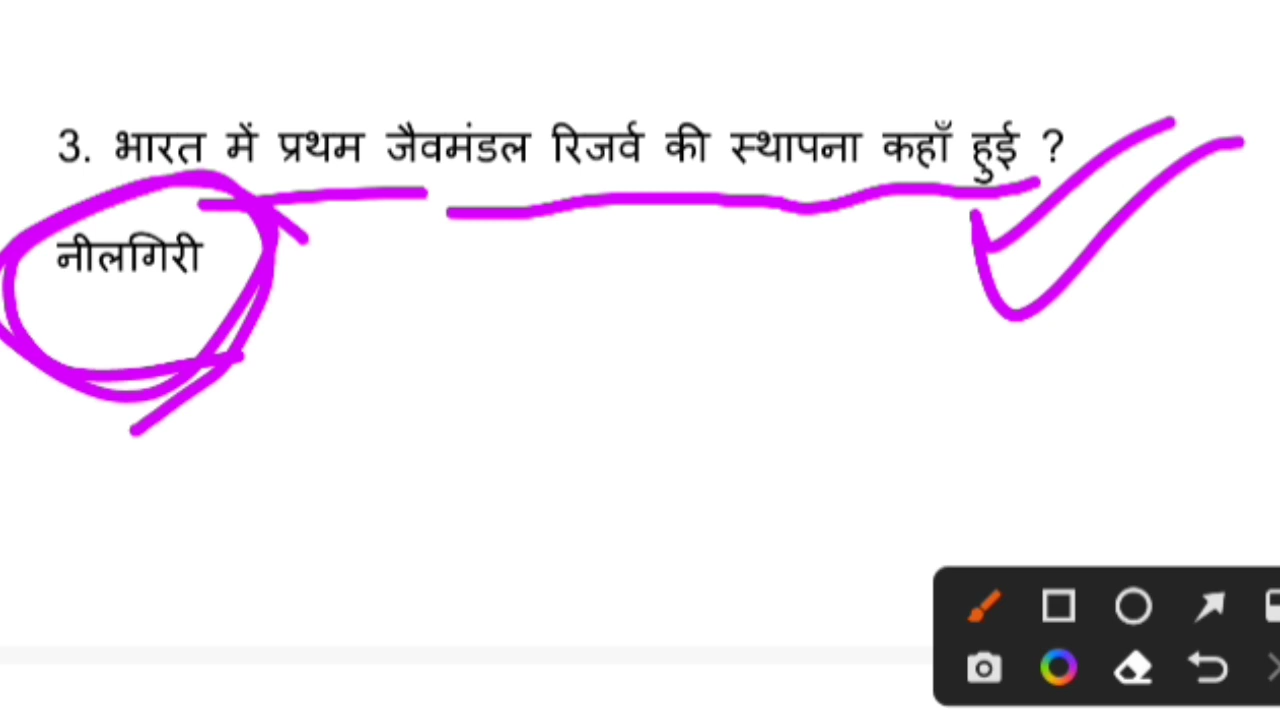 3. भारत में प्रथम जैवमंडल रिजर्व की स्थापना कहाँ हुई ?
नीलगिरी